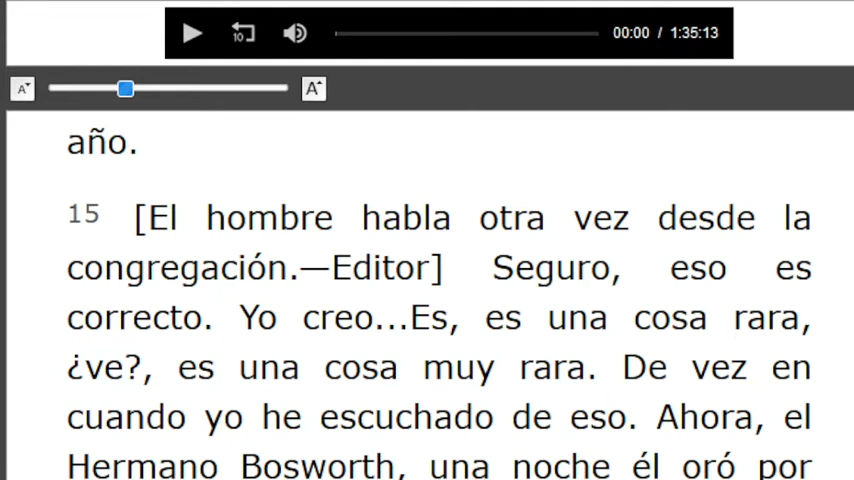 10
00:00 / 1:35:13
A
A
año.
15 [El hombre habla otra vez desde la
congregación.—Editor] Seguro, eso es
correcto. Yo creo...Es, es una cosa rara,
¿ve?, es una cosa muy rara. De vez en
cuando yo he escuchado de eso. Ahora, el
Hermano Bosworth, una noche él oró por